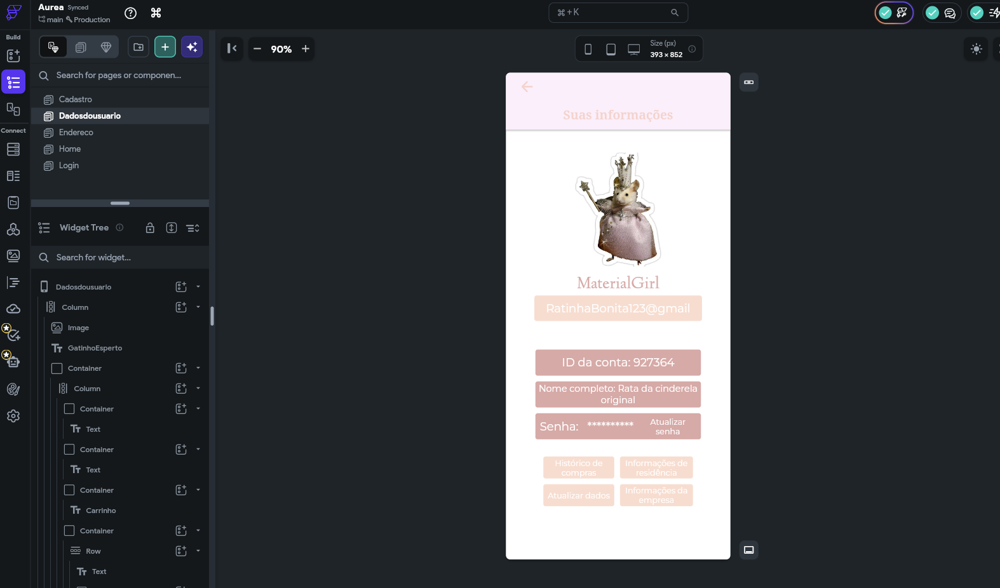 Aurea Synced
main Production
⌘+K
Build
Connect
90%
Size (px)
393 × 852
Search for pages or componen...
Cadastro
Dadosdousuario
Endereco
Home
Login
Widget Tree
Search for widget...
Dadosdousuario
Column
Image
GatinhoEsperto
Container
Column
Container
Text
Container
Text
Container
Carrinho
Container
Row
Text
Suas informações
MaterialGirl
RatinhaBonita123@gmail
ID da conta: 927364
Nome completo: Rata da cinderela
original
Senha: ********** Atualizar
senha
Histórico de
compras
Informações de
residência
Atualizar dados
Informações da
empresa